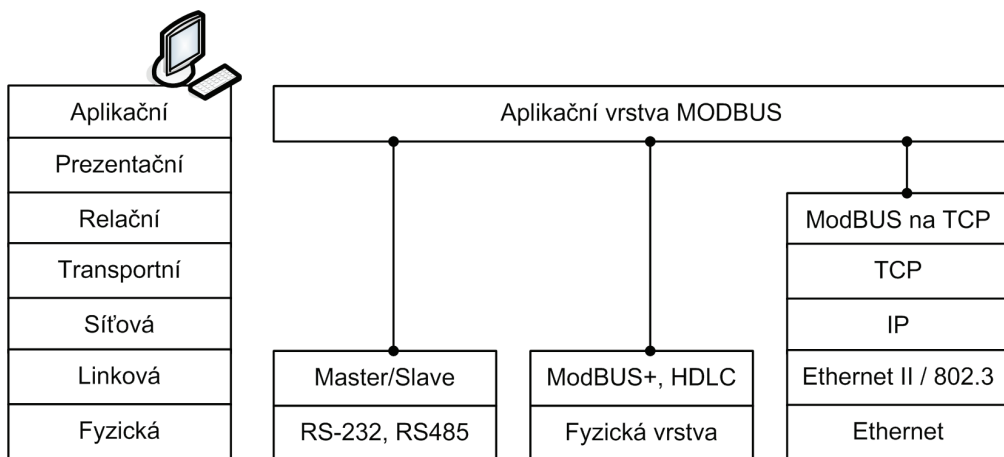 Aplikační
Prezentační
Relační
Transportní
Síťová
Linková
Fyzická
Aplikační vrstva MODBUS
Master/Slave
RS-232, RS485
ModBUS+, HDLC
Fyzická vrstva
ModBUS na TCP
TCP
IP
Ethernet II / 802.3
Ethernet